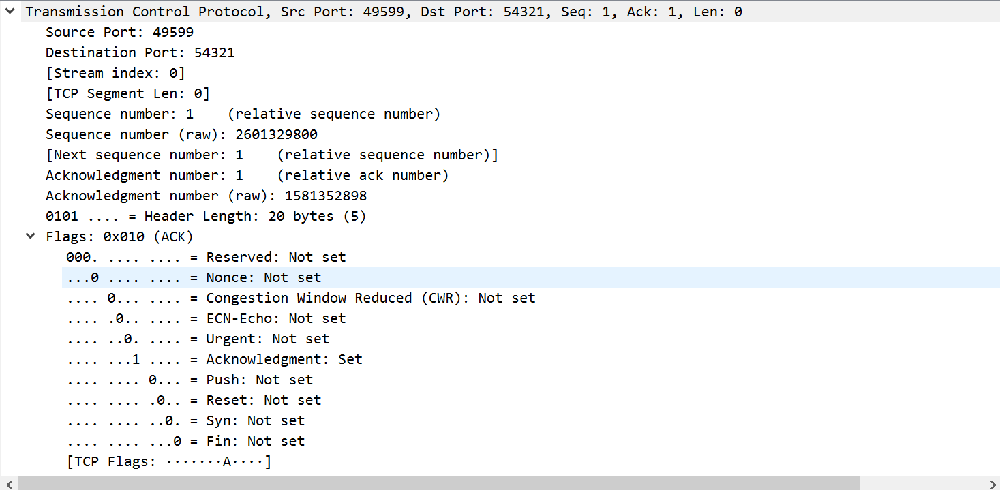 Transmission Control Protocol, Src Port: 49599, Dst Port: 54321, Seq: 1, Ack: 1, Len: 0
Source Port: 49599
Destination Port: 54321
[Stream index: 0]
[TCP Segment Len: 0]
Sequence number: 1    (relative sequence number)
Sequence number (raw): 2601329800
[Next sequence number: 1    (relative sequence number)]
Acknowledgment number: 1    (relative ack number)
Acknowledgment number (raw): 1581352898
0101 .... = Header Length: 20 bytes (5)
Flags: 0x010 (ACK)
000. .... .... = Reserved: Not set
...0 .... .... = Nonce: Not set
.... 0... .... = Congestion Window Reduced (CWR): Not set
.... .0.. .... = ECN-Echo: Not set
.... ..0. .... = Urgent: Not set
.... ...1 .... = Acknowledgment: Set
.... .... 0... = Push: Not set
.... .... .0.. = Reset: Not set
.... .... ..0. = Syn: Not set
.... .... ...0 = Fin: Not set
[TCP Flags: ·······A····]